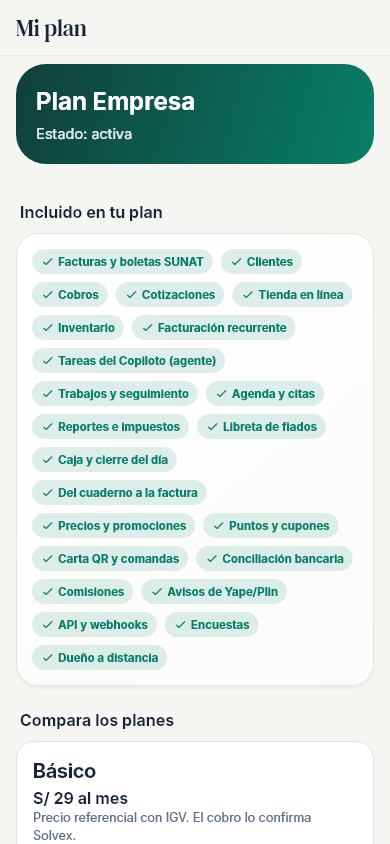 Mi plan
Plan Empresa
Estado: activa
Incluido en tu plan
✓ Facturas y boletas SUNAT ✓ Clientes
✓ Cobros ✓ Cotizaciones ✓ Tienda en línea
✓ Inventario ✓ Facturación recurrente
✓ Tareas del Copiloto (agente)
✓ Trabajos y seguimiento ✓ Agenda y citas
✓ Reportes e impuestos ✓ Libreta de fiados
✓ Caja y cierre del día
✓ Del cuaderno a la factura
✓ Precios y promociones ✓ Puntos y cupones
✓ Carta QR y comandas ✓ Conciliación bancaria
✓ Comisiones ✓ Avisos de Yape/Plin
✓ API y webhooks ✓ Encuestas
✓ Dueño a distancia
Compara los planes
Básico
S/ 29 al mes
Precio referencial con IGV. El cobro lo confirma
Solvex.